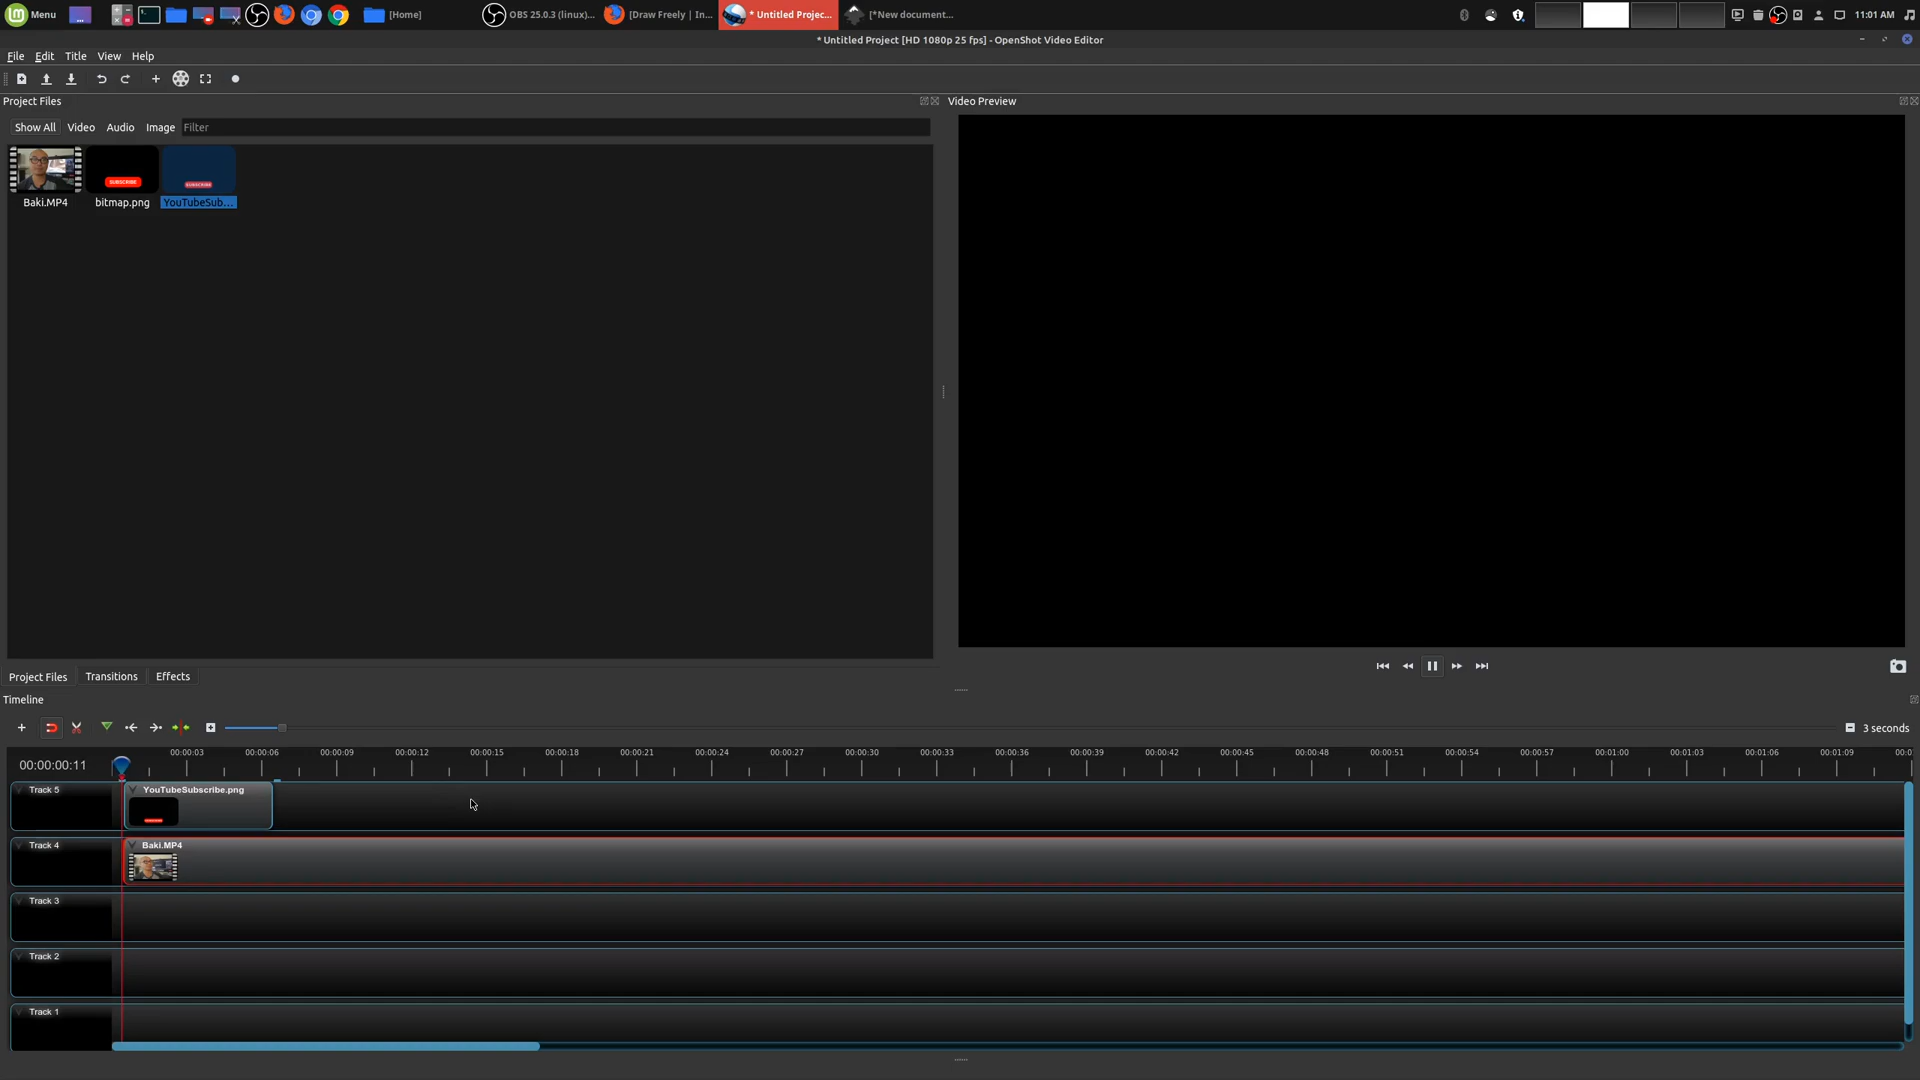 Menu
[Home]
OBS 25.0.3 (linux)...
[Draw Freely | In...
* Untitled Projec...
[*New document...
11:01 AM
* Untitled Project [HD 1080p 25 fps] - OpenShot Video Editor
File Edit Title View Help
Project Files
Video Preview
Show All Video Audio Image Filter
SUBSCRIBE
SUBSCRIBE
Baki.MP4 bitmap.png YouTubeSub...
Project Files Transitions Effects
Timeline
3 seconds
00:00:00:11
00:00:03 00:00:06 00:00:09 00:00:12 00:00:15 00:00:18 00:00:21 00:00:24 00:00:27 00:00:30 00:00:33 00:00:36 00:00:39 00:00:42 00:00:45 00:00:48 00:00:51 00:00:54 00:00:57 00:01:00 00:01:03 00:01:06 00:01:09
Track 5
YouTubeSubscribe.png
Track 4
Baki.MP4
Track 3
Track 2
Track 1